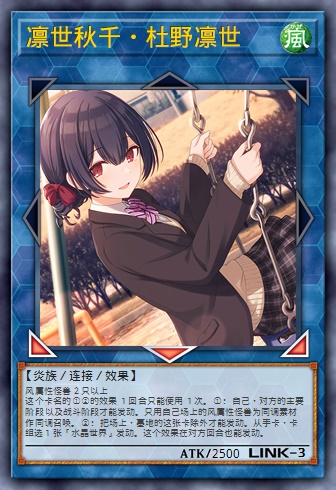 凛世秋千・杜野凛世
風
【炎族／连接／效果】
风属性怪兽２只以上
这个卡名的①②的效果１回合只能使用１次。①：自己・对方的主要
阶段以及战斗阶段才能发动。只用自己场上的风属性怪兽为同调素材
作同调召唤。②：把场上・墓地的这张卡除外才能发动。从手卡・卡
组选１张「水晶世界」发动。这个效果在对方回合也能发动。
ATK/2500 LINK-3